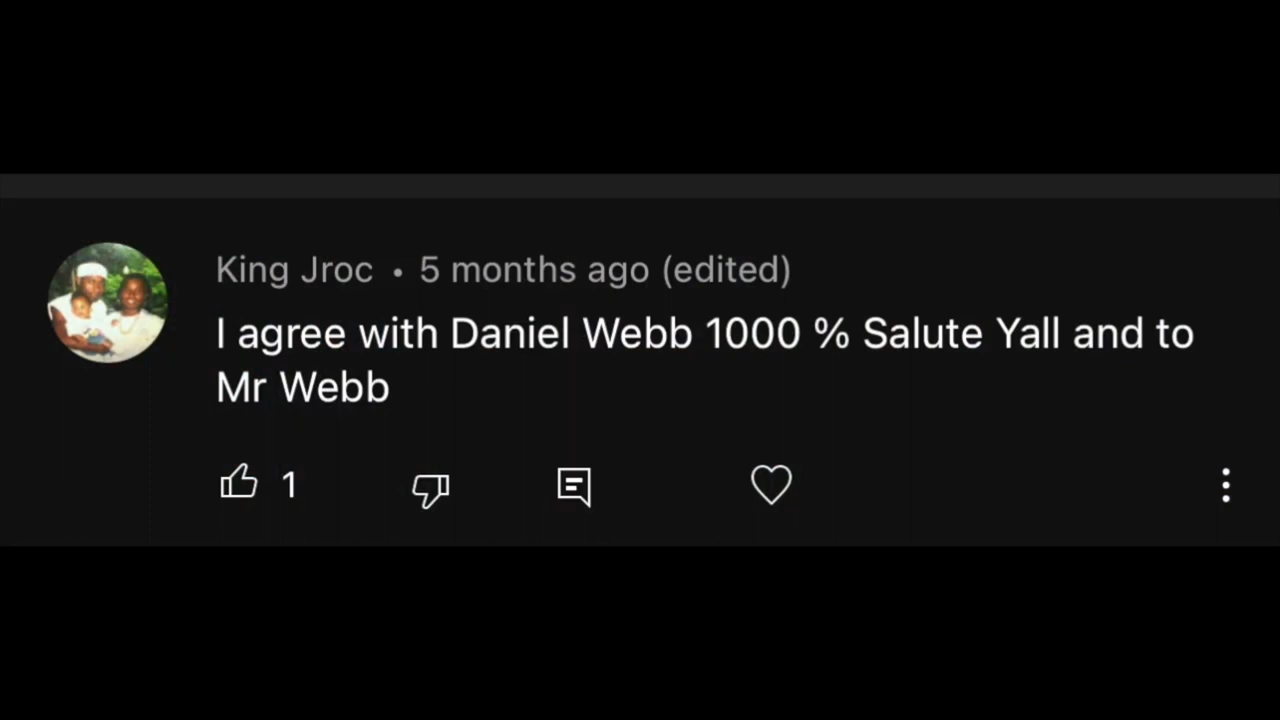 King Jroc • 5 months ago (edited)
I agree with Daniel Webb 1000 % Salute Yall and to
Mr Webb
1